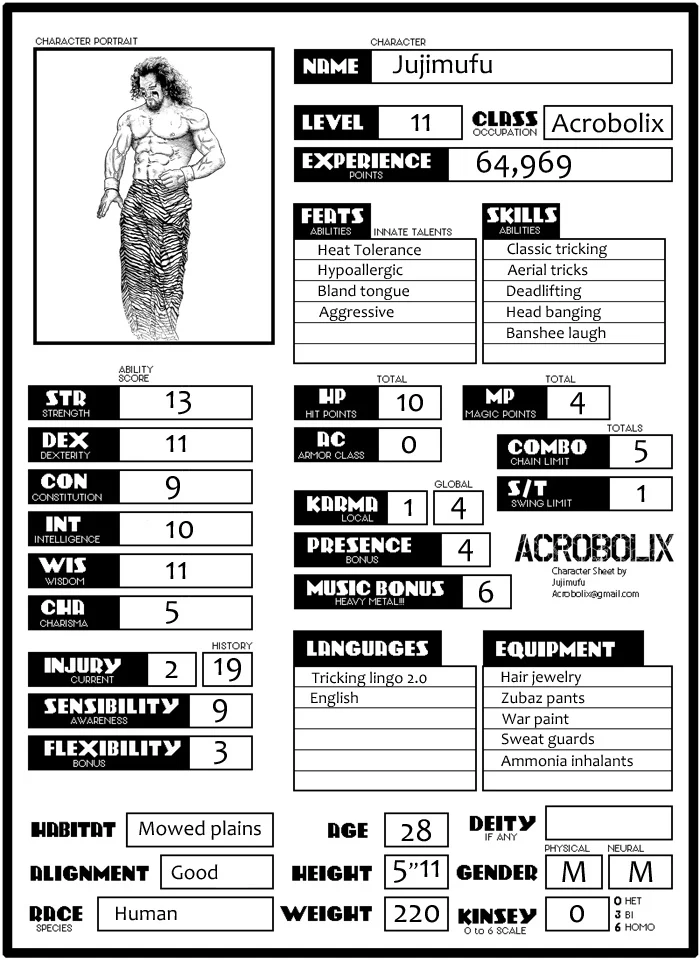 CHARACTER PORTRAIT
CHARACTER
NAME Jujimufu
LEVEL 11 CLASS OCCUPATION Acrobolix
EXPERIENCE POINTS 64,969
FEATS ABILITIES INNATE TALENTS
Heat Tolerance
Hypoallergic
Bland tongue
Aggressive
SKILLS ABILITIES
Classic tricking
Aerial tricks
Deadlifting
Head banging
Banshee laugh
ABILITY SCORE
STR STRENGTH 13
DEX DEXTERITY 11
CON CONSTITUTION 9
INT INTELLIGENCE 10
WIS WISDOM 11
CHA CHARISMA 5
HISTORY
INJURY CURRENT 2 19
SENSIBILITY AWARENESS 9
FLEXIBILITY BONUS 3
TOTAL
HP HIT POINTS 10
AC ARMOR CLASS 0
TOTAL
MP MAGIC POINTS 4
TOTALS
COMBO CHAIN LIMIT 5
S/T SWING LIMIT 1
GLOBAL
KARMA LOCAL 1 4
PRESENCE BONUS 4
MUSIC BONUS HEAVY METAL!!! 6
ACROBOLIX
Character Sheet by
Jujimufu
Acrobolix@gmail.com
LANGUAGES
Tricking lingo 2.0
English
EQUIPMENT
Hair jewelry
Zubaz pants
War paint
Sweat guards
Ammonia inhalants
HABITAT Mowed plains
ALIGNMENT Good
RACE SPECIES Human
AGE 28
HEIGHT 5"11
WEIGHT 220
DEITY IF ANY
PHYSICAL NEURAL
GENDER M M
KINSEY 0 to 6 SCALE 0
0 HET
3 BI
6 HOMO